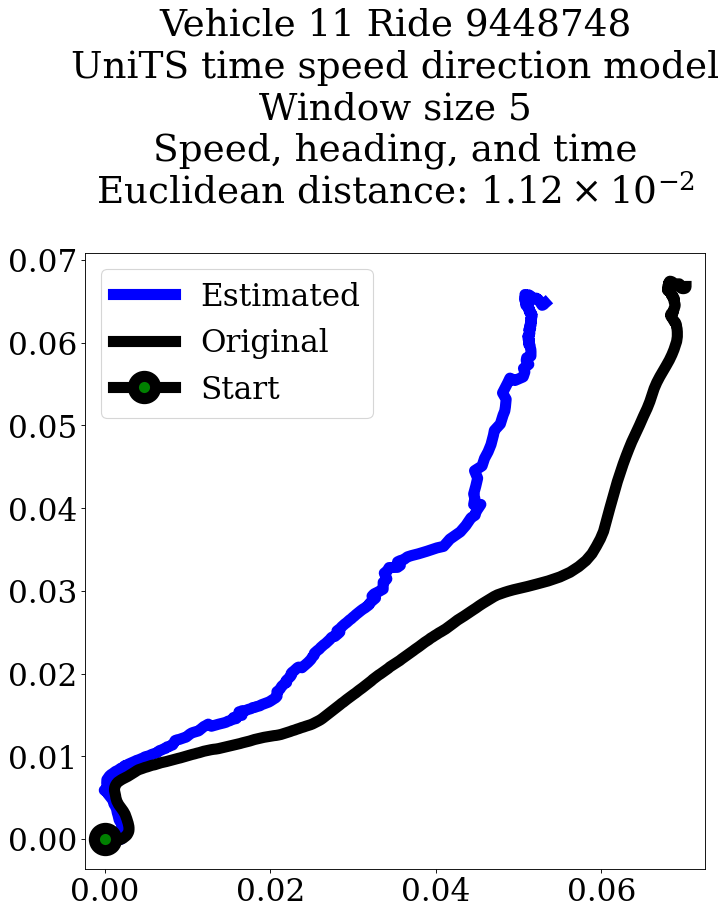 Vehicle 11 Ride 9448748
UniTS time speed direction model
Window size 5
Speed, heading, and time
Euclidean distance: 1.12 × 10⁻²
0.07
Estimated
0.06
Original
Start
0.05
0.04
0.03
0.02
0.01
0.00
0.00 0.02 0.04 0.06